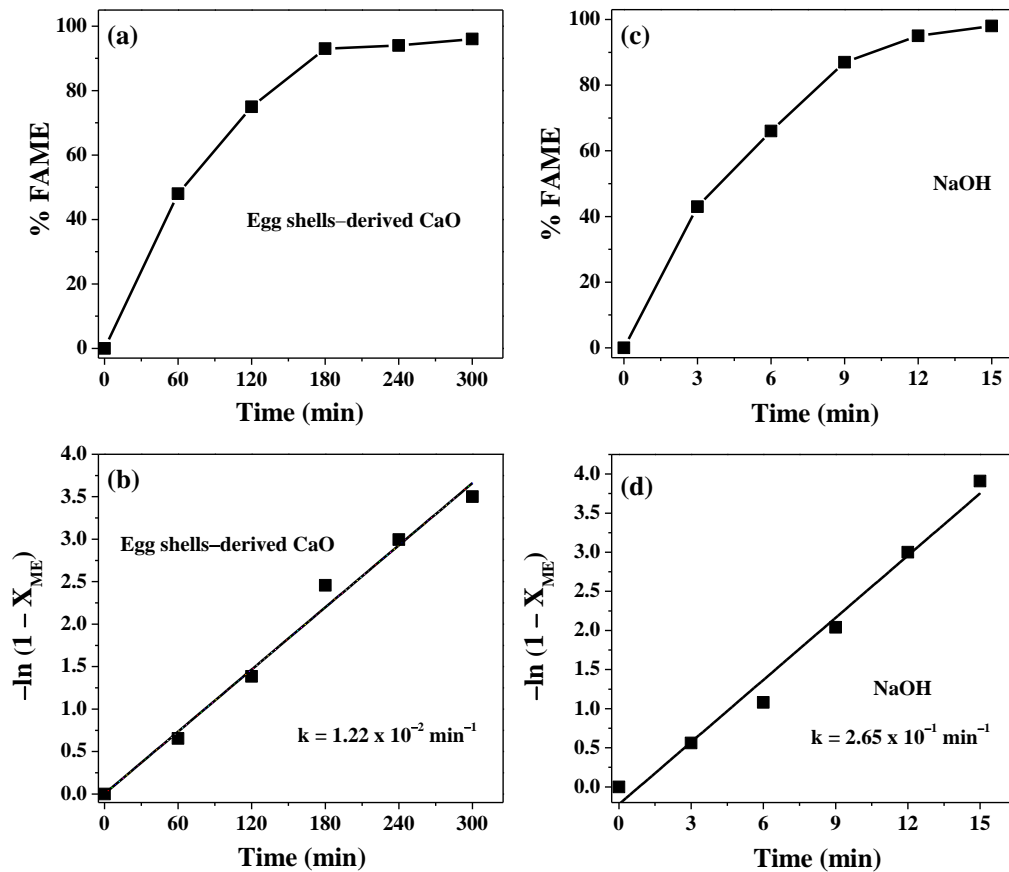 (a)
100
80
60
40
20
0
% FAME
Egg shells–derived CaO
0 60 120 180 240 300
Time (min)
(c)
100
80
60
40
20
0
% FAME
NaOH
0 3 6 9 12 15
Time (min)
(b)
4.0
3.5
3.0
2.5
2.0
1.5
1.0
0.5
0.0
–ln (1 – X_ME)
Egg shells–derived CaO
k = 1.22 x 10⁻² min⁻¹
0 60 120 180 240 300
Time (min)
(d)
4.0
3.5
3.0
2.5
2.0
1.5
1.0
0.5
0.0
–ln (1 – X_ME)
NaOH
k = 2.65 x 10⁻¹ min⁻¹
0 3 6 9 12 15
Time (min)